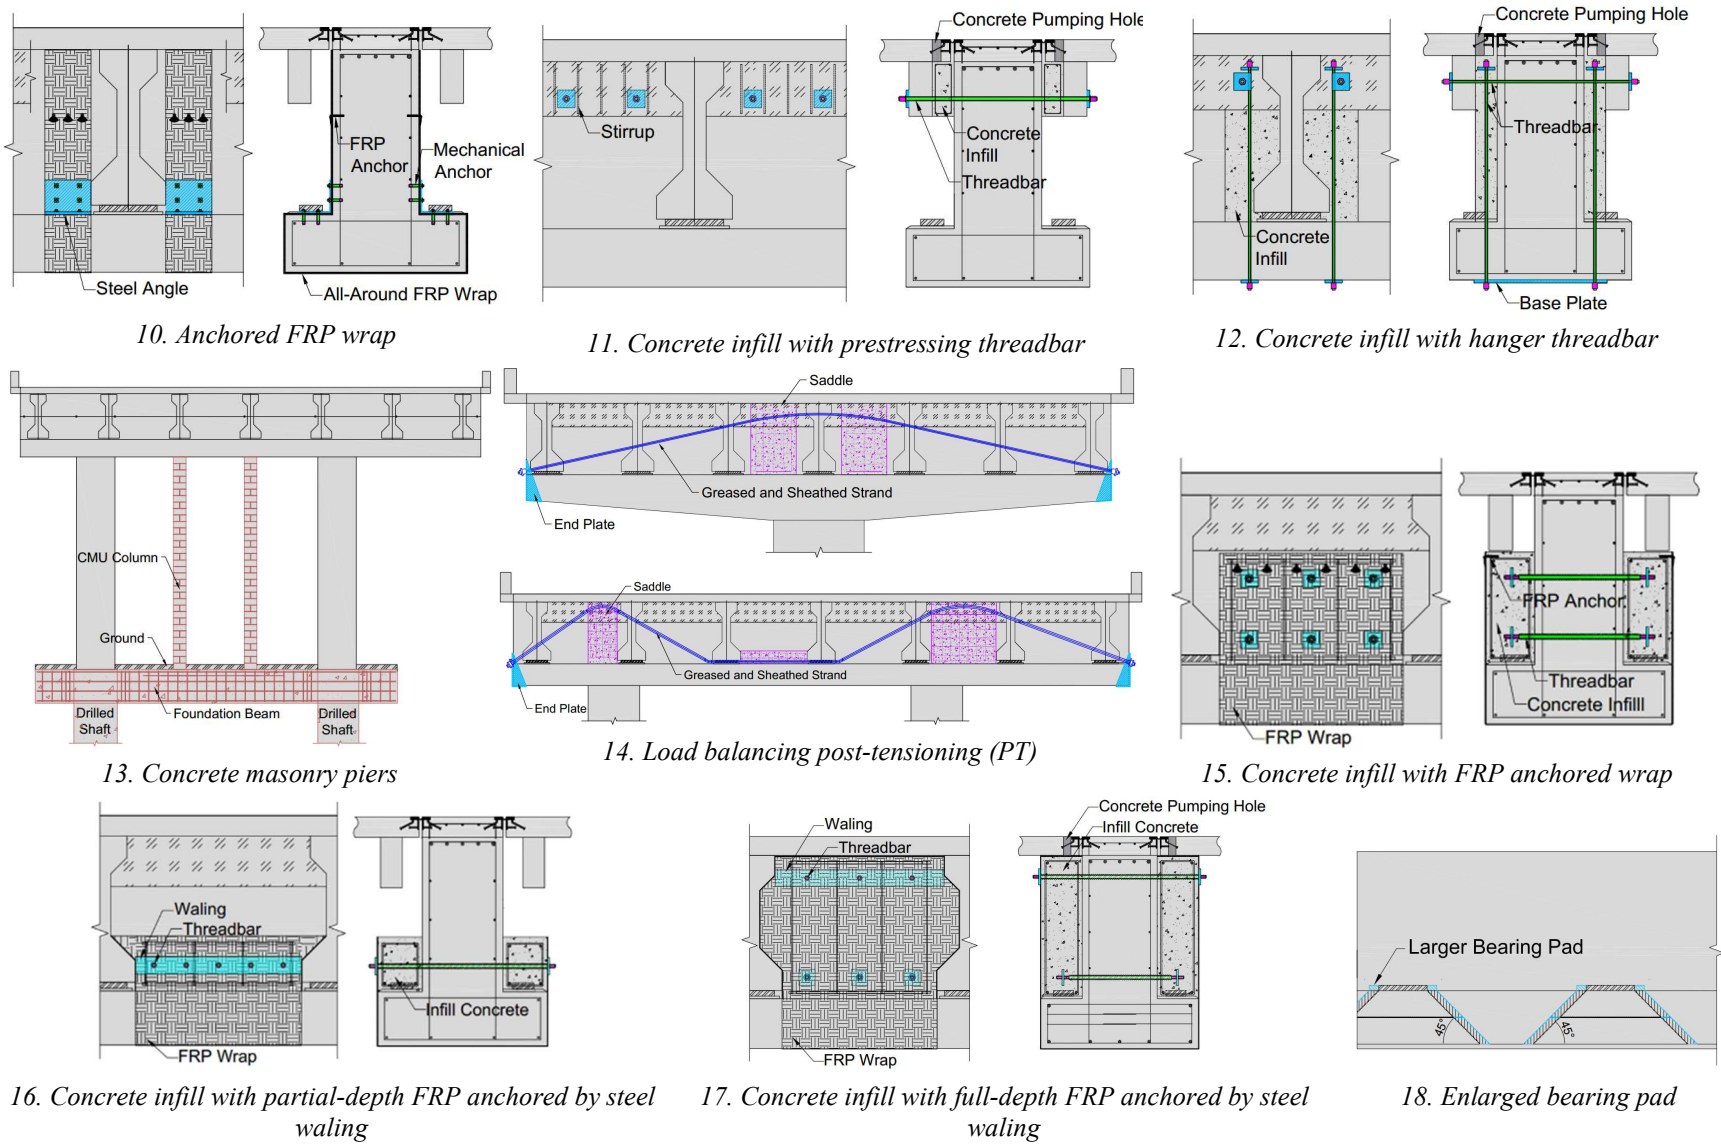 FRP
Anchor
Mechanical
Anchor
Steel Angle
All-Around FRP Wrap
10. Anchored FRP wrap
Concrete Pumping Hole
Stirrup
Concrete
Infill
Threadbar
11. Concrete infill with prestressing threadbar
Concrete Pumping Hole
Threadbar
Concrete
Infill
Base Plate
12. Concrete infill with hanger threadbar
CMU Column
Ground
Foundation Beam
Drilled
Shaft
Drilled
Shaft
13. Concrete masonry piers
Saddle
Greased and Sheathed Strand
End Plate
Saddle
Greased and Sheathed Strand
End Plate
14. Load balancing post-tensioning (PT)
FRP Anchor
Threadbar
Concrete Infilll
FRP Wrap
15. Concrete infill with FRP anchored wrap
Waling
Threadbar
Infill Concrete
FRP Wrap
16. Concrete infill with partial-depth FRP anchored by steel
waling
Waling
Threadbar
Concrete Pumping Hole
Infill Concrete
FRP Wrap
17. Concrete infill with full-depth FRP anchored by steel
waling
Larger Bearing Pad
45°
45°
18. Enlarged bearing pad